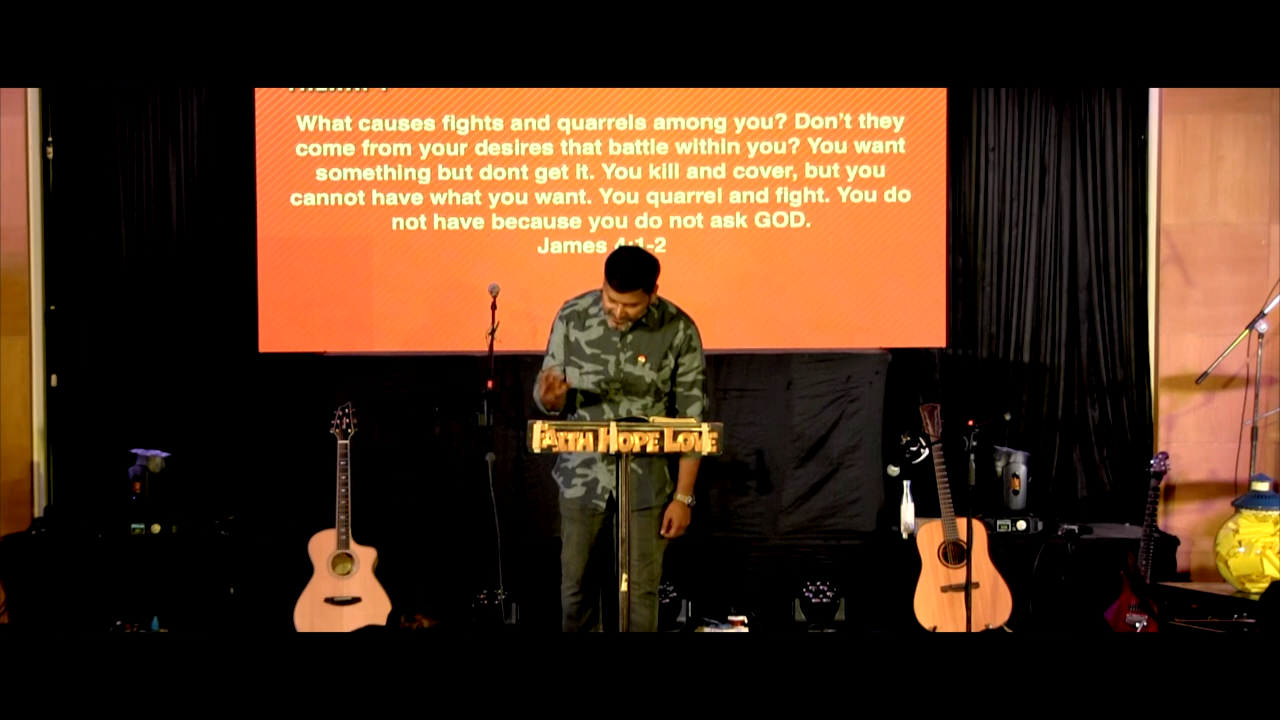 What causes fights and quarrels among you? Don't they
come from your desires that battle within you? You want
something but dont get it. You kill and cover, but you
cannot have what you want. You quarrel and fight. You do
not have because you do not ask GOD.
James 4:1-2
FAITH HOPE LOVE